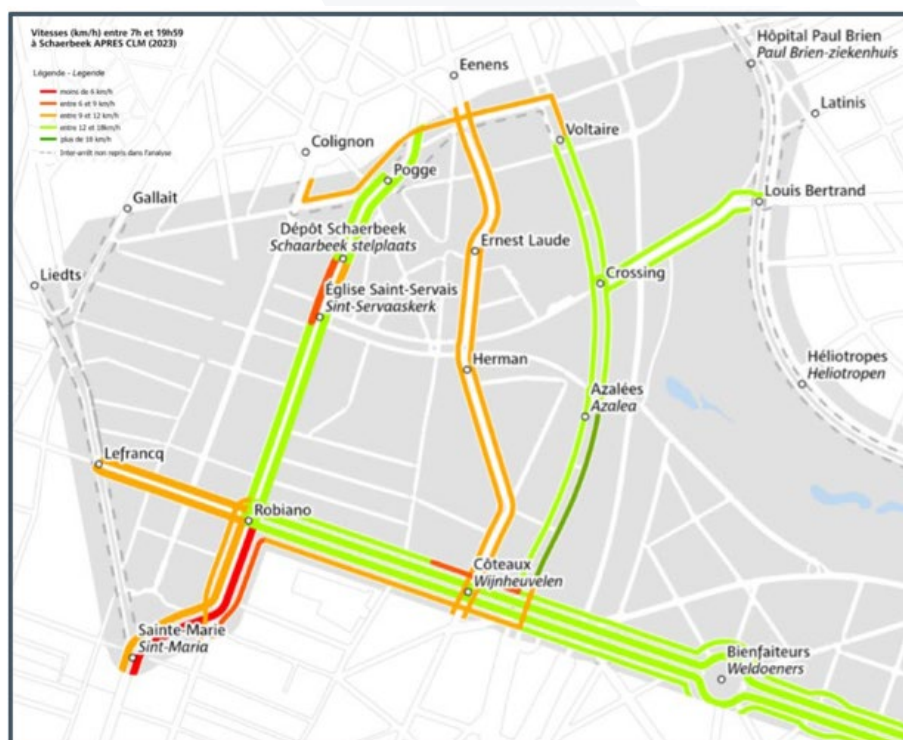 Vitesses (km/h) entre 7h et 19h59
à Schaerbeek APRES CLM (2023)
Légende - Legende
moins de 6 km/h
entre 6 et 9 km/h
entre 9 et 12 km/h
entre 12 et 18km/h
plus de 18 km/h
Inter-arrêt non repris dans l'analyse
Hôpital Paul Brien
Paul Brien-ziekenhuis
Eenens
Latinis
Voltaire
Colignon
Pogge
Gallait
Louis Bertrand
Dépôt Schaerbeek
Schaarbeek stelplaats
Ernest Laude
Liedts
Crossing
Église Saint-Servais
Sint-Servaaskerk
Herman
Héliotropes
Heliotropen
Azalées
Azalea
Lefrancq
Robiano
Côteaux
Wijnheuvelen
Sainte-Marie
Sint-Maria
Bienfaiteurs
Weldoeners